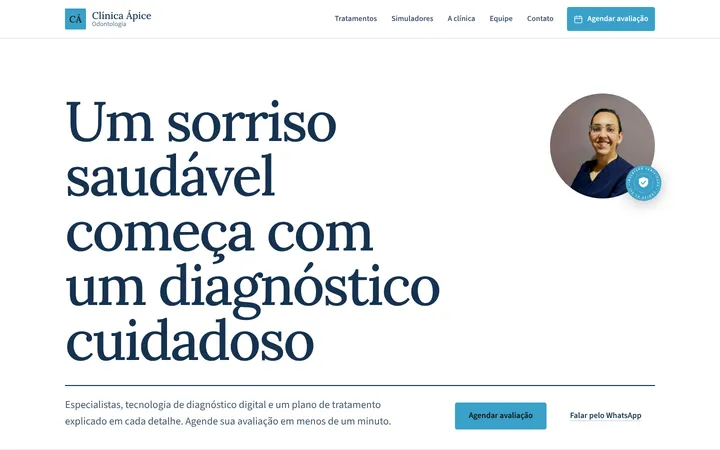 CÁ
Clínica Ápice
Odontologia
Tratamentos
Simuladores
A clínica
Equipe
Contato
Agendar avaliação
Um sorriso
saudável
começa com
um diagnóstico
cuidadoso
Especialistas, tecnologia de diagnóstico digital e um plano de tratamento
explicado em cada detalhe. Agende sua avaliação em menos de um minuto.
Agendar avaliação
Falar pelo WhatsApp